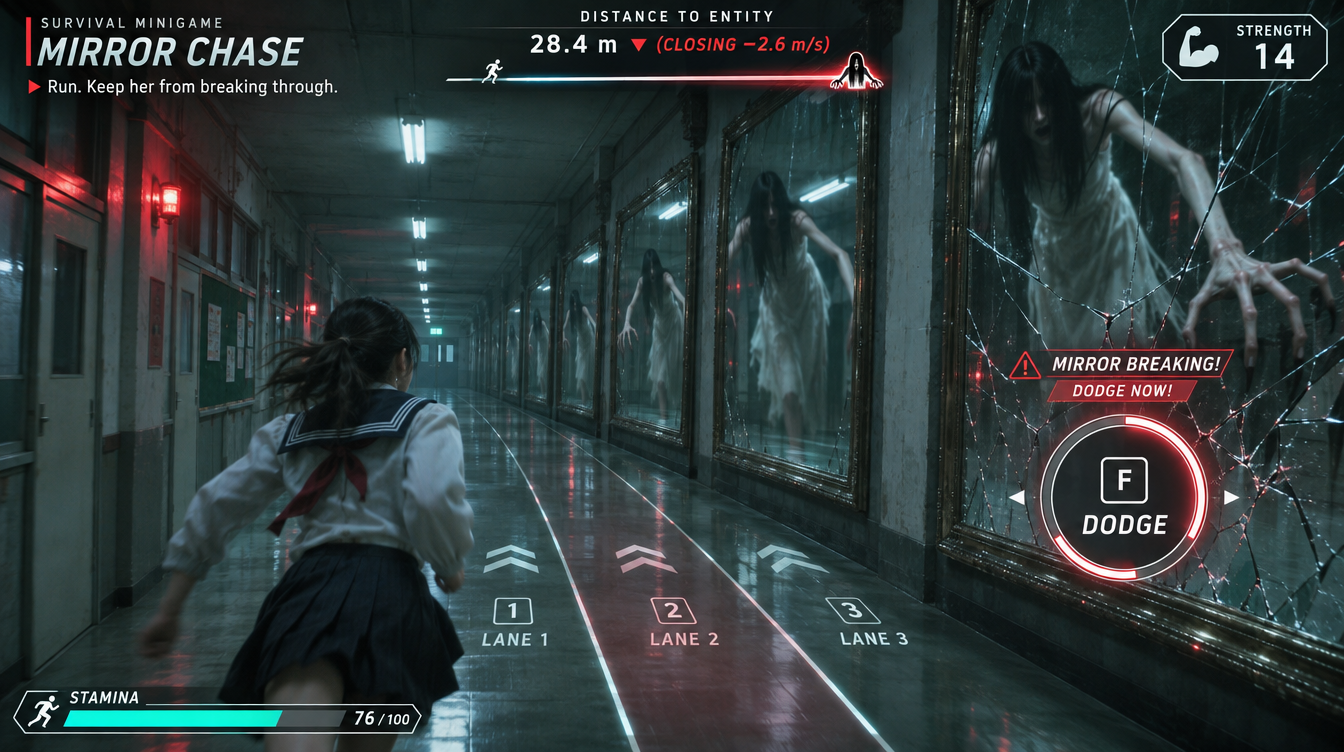 SURVIVAL MINIGAME
MIRROR CHASE
Run. Keep her from breaking through.
DISTANCE TO ENTITY
28.4 m ▼ (CLOSING −2.6 m/s)
STRENGTH
14
MIRROR BREAKING!
DODGE NOW!
F
DODGE
1
LANE 1
2
LANE 2
3
LANE 3
STAMINA
76 / 100